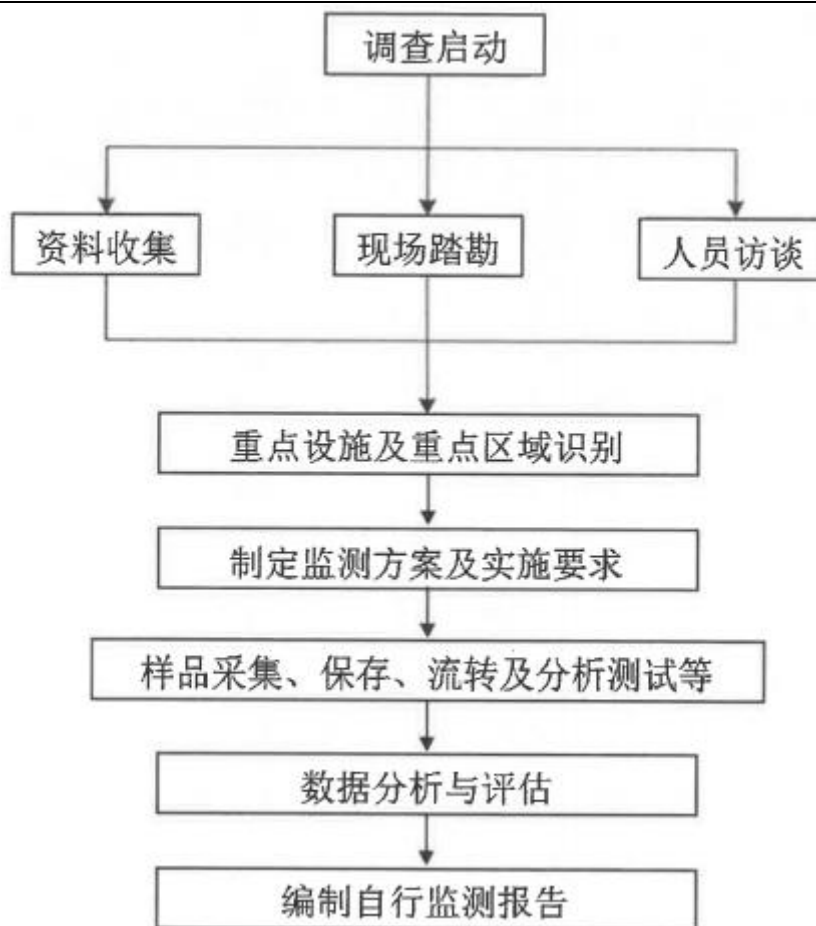 调查启动
资料收集
现场踏勘
人员访谈
重点设施及重点区域识别
制定监测方案及实施要求
样品采集、保存、流转及分析测试等
数据分析与评估
编制自行监测报告